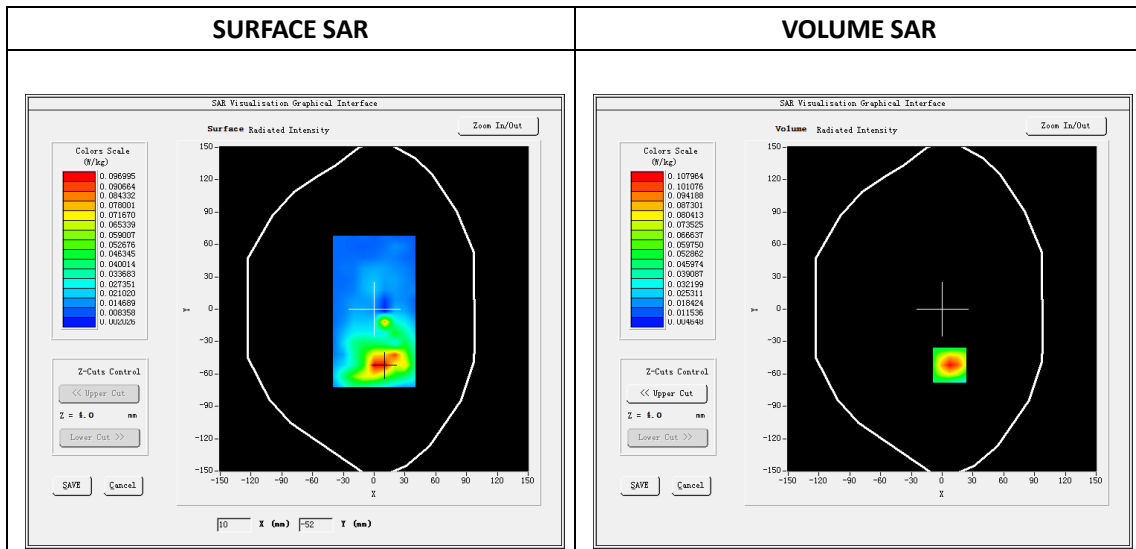 SURFACE SAR
VOLUME SAR
SAR Visualisation Graphical Interface
Surface Radiated Intensity
Zoom In/Out
Colors Scale
(W/kg)
0.096995
0.090664
0.084332
0.078001
0.071670
0.065339
0.059007
0.052676
0.046345
0.040014
0.033683
0.027351
0.021020
0.014689
0.008358
0.002026
150
120
90
60
30
0
-30
-60
-90
-120
-150
Y
-150 -120 -90 -60 -30 0 30 60 90 120 150
X
Z-Cuts Control
<< Upper Cut
Z = 4.0 mm
Lower Cut >>
SAVE Cancel
10 X (mm) -52 Y (mm)
SAR Visualisation Graphical Interface
Volume Radiated Intensity
Zoom In/Out
Colors Scale
(W/kg)
0.107964
0.101076
0.094188
0.087301
0.080413
0.073525
0.066637
0.059750
0.052862
0.045974
0.039087
0.032199
0.025311
0.018424
0.011536
0.004648
150
120
90
60
30
0
-30
-60
-90
-120
-150
Y
-150 -120 -90 -60 -30 0 30 60 90 120 150
X
Z-Cuts Control
<< Upper Cut
Z = 4.0 mm
Lower Cut >>
SAVE Cancel